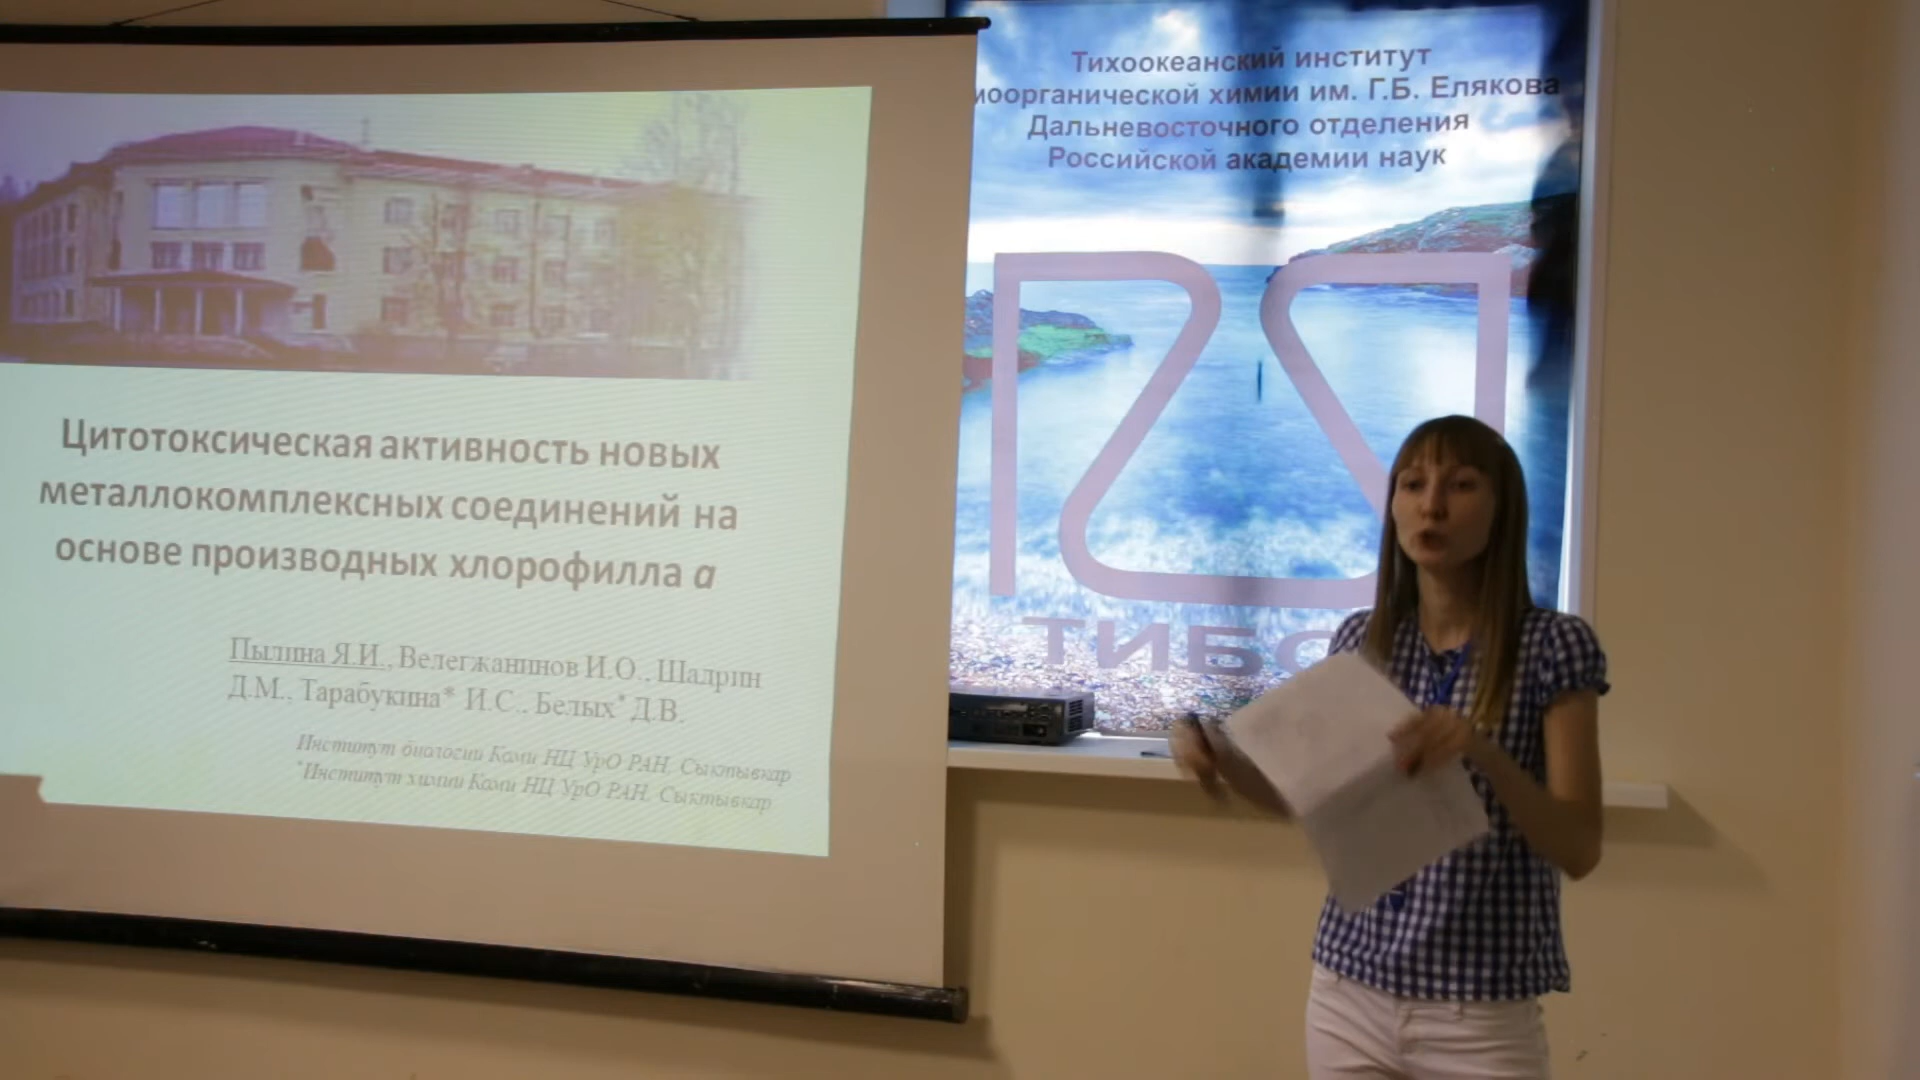 Цитотоксическая активность новых
металлокомплексных соединений на
основе производных хлорофилла а
Пылина Я.И., Велегжанинов И.О., Шадрин
Д.М., Тарабукина* И.С., Белых* Д.В.
Институт биологии Коми НЦ УрО РАН, Сыктывкар
*Институт химии Коми НЦ УрО РАН, Сыктывкар
Тихоокеанский институт
химии им. Г.Б. Елякова
Дальневосточного отделения
Российской академии наук